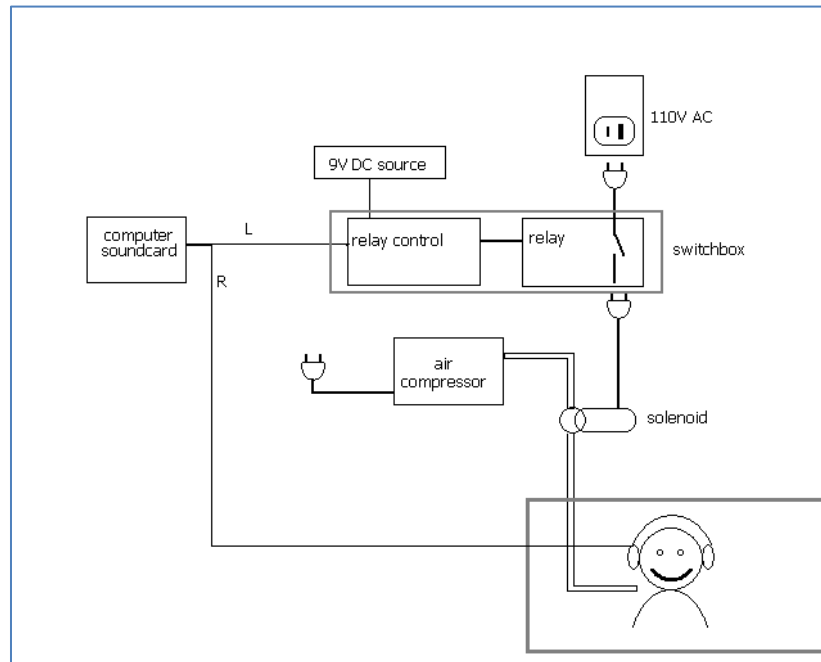 110V AC
9V DC source
L
computer
soundcard
relay control
relay
switchbox
R
air
compressor
solenoid